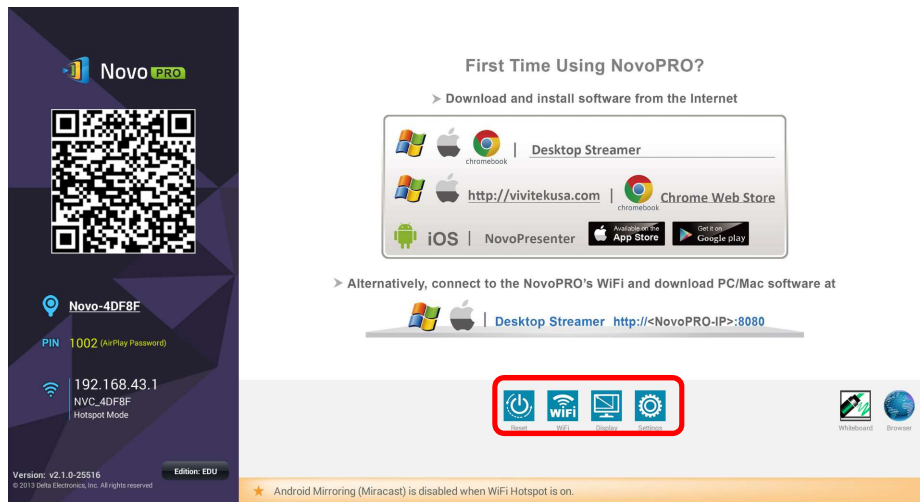 Novo PRO
Novo-4DF8F
PIN 1002 (AirPlay Password)
192.168.43.1
NVC_4DF8F
Hotspot Mode
Version: v2.1.0-25516
Edition: EDU
© 2013 Delta Electronics, Inc. All rights reserved
First Time Using NovoPRO?
➢ Download and install software from the Internet
chromebook | Desktop Streamer
http://vivitekusa.com | chromebook Chrome Web Store
iOS | NovoPresenter Available on the App Store Get it on Google play
➢ Alternatively, connect to the NovoPRO's WiFi and download PC/Mac software at
| Desktop Streamer http://<NovoPRO-IP>:8080
WiFi
Reset WiFi Display Settings
Whiteboard Browser
★ Android Mirroring (Miracast) is disabled when WiFi Hotspot is on.